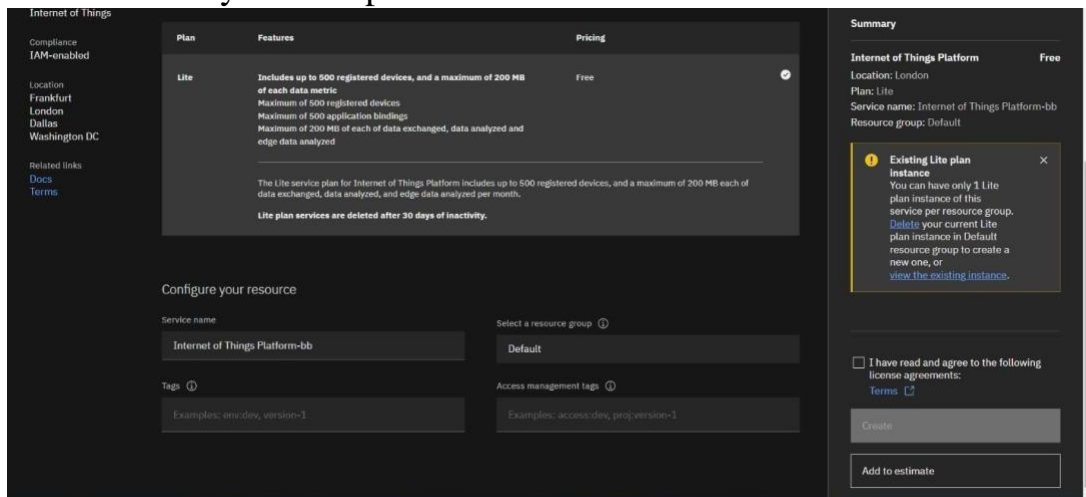 Internet of Things
Compliance
IAM-enabled
Location
Frankfurt
London
Dallas
Washington DC
Related links
Docs
Terms
Plan Features Pricing
Lite Includes up to 500 registered devices, and a maximum of 200 MB Free
of each data metric
Maximum of 500 registered devices
Maximum of 500 application bindings
Maximum of 200 MB of each of data exchanged, data analyzed and
edge data analyzed
The Lite service plan for Internet of Things Platform includes up to 500 registered devices, and a maximum of 200 MB each of
data exchanged, data analyzed, and edge data analyzed per month.
Lite plan services are deleted after 30 days of inactivity.
Configure your resource
Service name
Internet of Things Platform-bb
Select a resource group
Default
Tags
Examples: env:dev, version-1
Access management tags
Examples: access:dev, proj:version-1
Summary
Internet of Things Platform Free
Location: London
Plan: Lite
Service name: Internet of Things Platform-bb
Resource group: Default
Existing Lite plan
instance
You can have only 1 Lite
plan instance of this
service per resource group.
Delete your current Lite
plan instance in Default
resource group to create a
new one, or
view the existing instance.
I have read and agree to the following
license agreements:
Terms
Create
Add to estimate